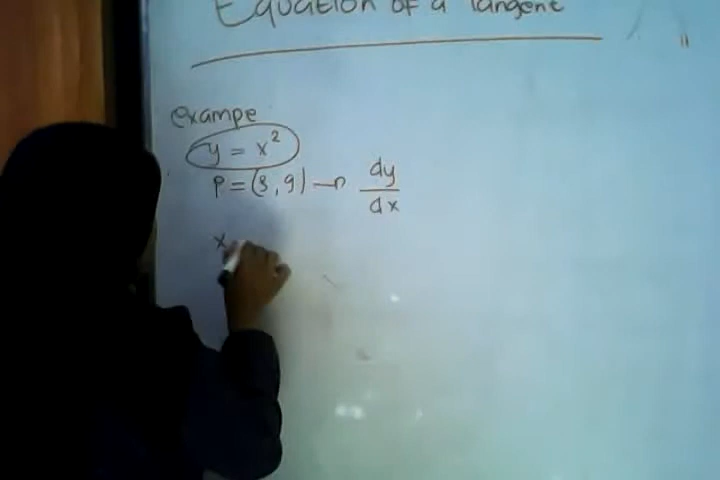 Equation of a Tangent
exampe
y = x²
P = (3, 9) → dy/dx
x